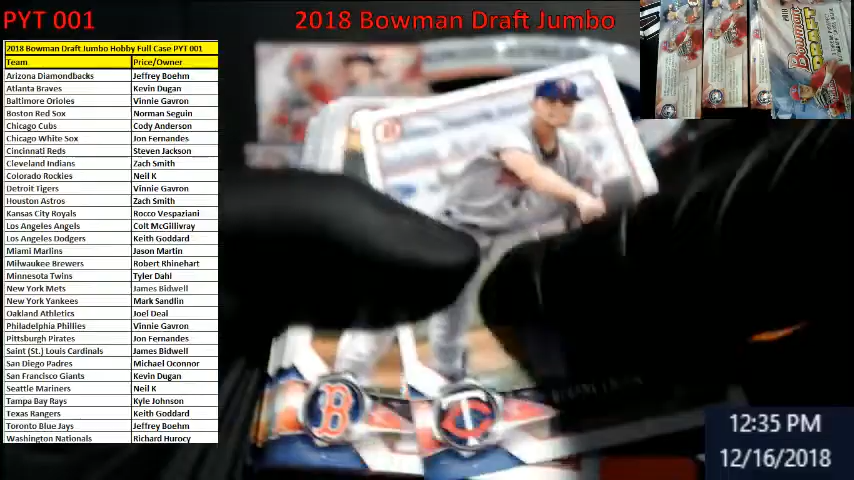 PYT 001
2018 Bowman Draft Jumbo
2018 Bowman Draft Jumbo Hobby Full Case PYT 001
Team Price/Owner
Arizona Diamondbacks Jeffrey Boehm
Atlanta Braves Kevin Dugan
Baltimore Orioles Vinnie Gavron
Boston Red Sox Norman Seguin
Chicago Cubs Cody Anderson
Chicago White Sox Jon Fernandes
Cincinnati Reds Steven Jackson
Cleveland Indians Zach Smith
Colorado Rockies Neil K
Detroit Tigers Vinnie Gavron
Houston Astros Zach Smith
Kansas City Royals Rocco Vespaziani
Los Angeles Angels Colt McGillivray
Los Angeles Dodgers Keith Goddard
Miami Marlins Jason Martin
Milwaukee Brewers Robert Rhinehart
Minnesota Twins Tyler Dahl
New York Mets James Bidwell
New York Yankees Mark Sandlin
Oakland Athletics Joel Deal
Philadelphia Phillies Vinnie Gavron
Pittsburgh Pirates Jon Fernandes
Saint (St.) Louis Cardinals James Bidwell
San Diego Padres Michael Oconnor
San Francisco Giants Kevin Dugan
Seattle Mariners Neil K
Tampa Bay Rays Kyle Johnson
Texas Rangers Keith Goddard
Toronto Blue Jays Jeffrey Boehm
Washington Nationals Richard Hurocy
Bowman
DRAFT
B
TC
12:35 PM
12/16/2018